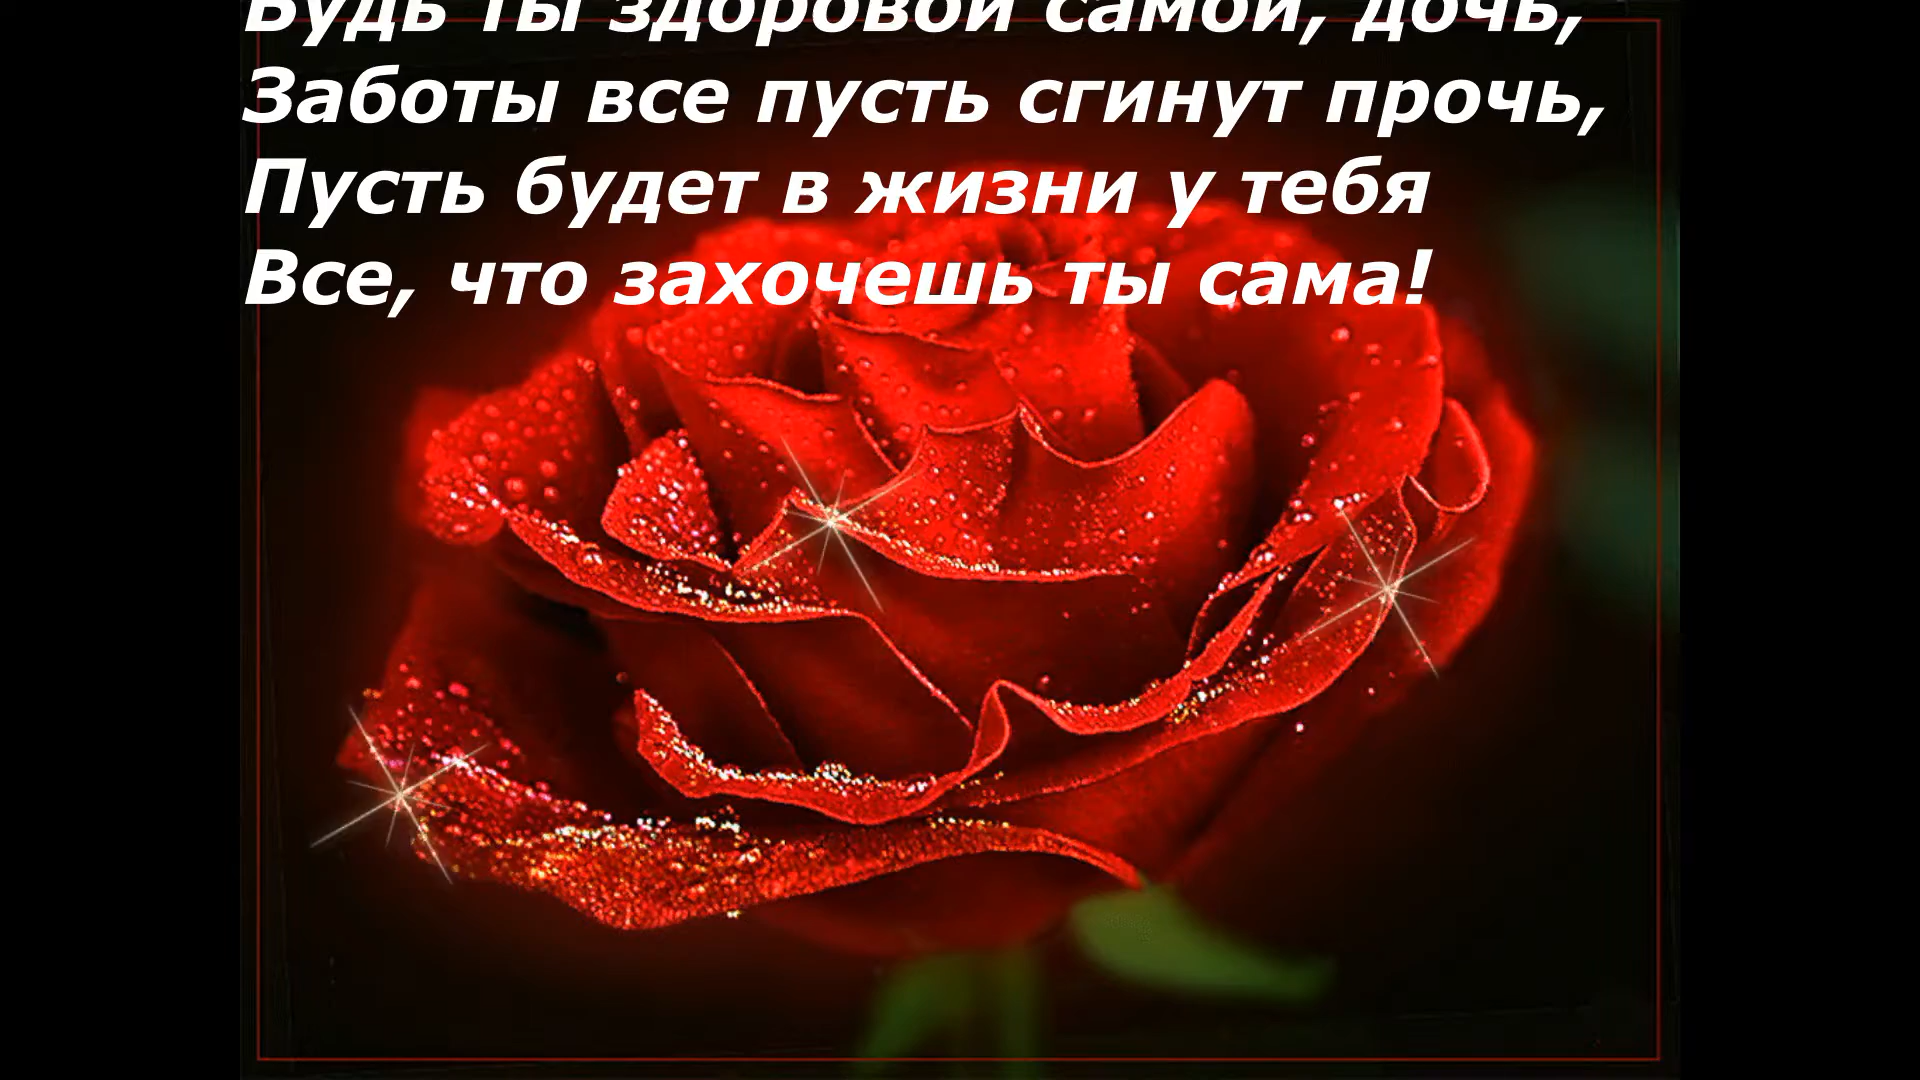 Будь ты здоровой самой, дочь,
Заботы все пусть сгинут прочь,
Пусть будет в жизни у тебя
Все, что захочешь ты сама!